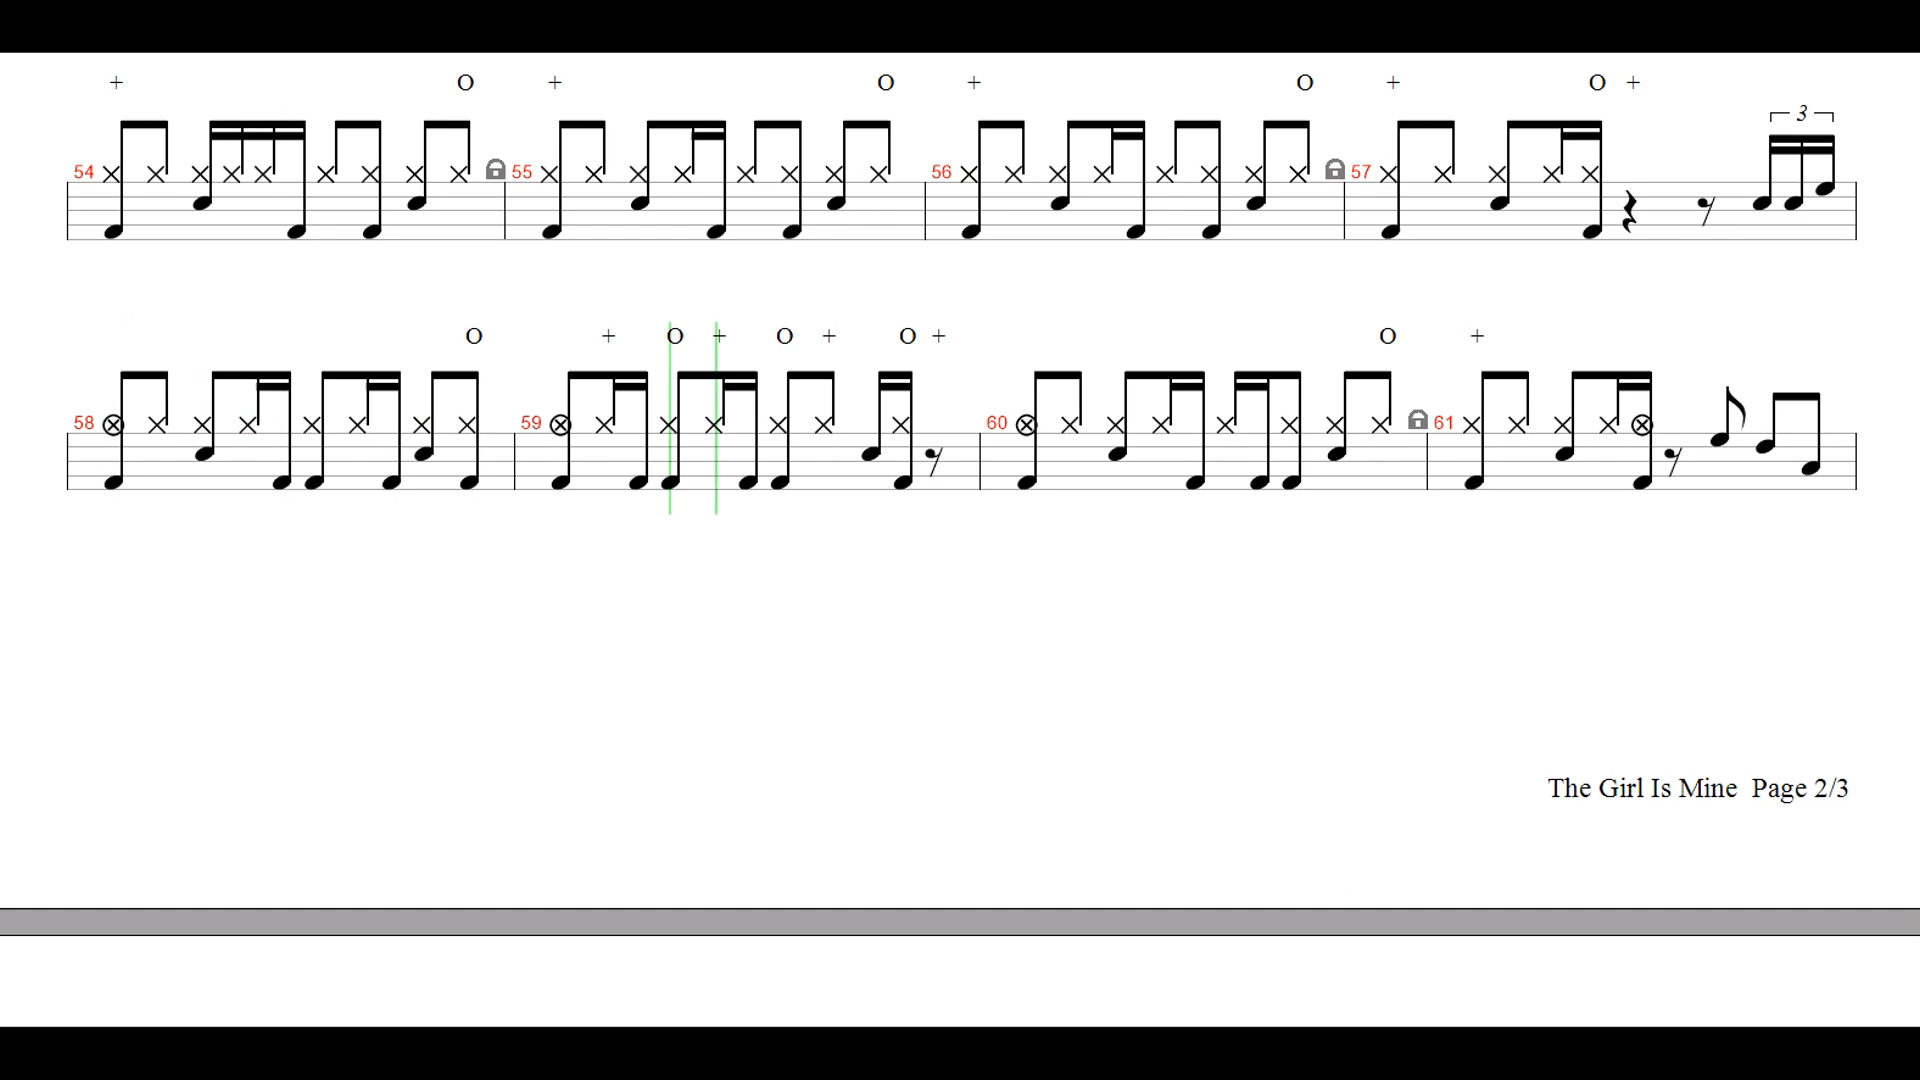 + O + O + O + O +
3
54 55 56 57
O + O + O + O + O +
58 59 60 61
The Girl Is Mine Page 2/3